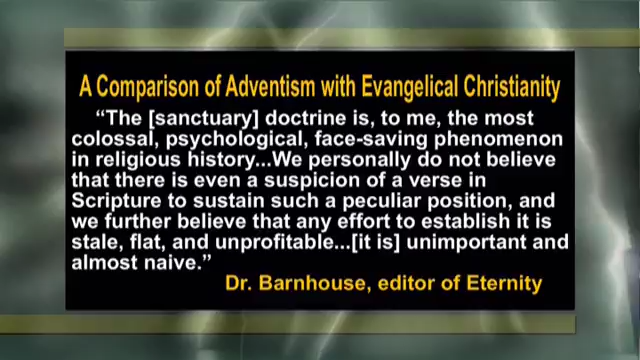 A Comparison of Adventism with Evangelical Christianity
“The [sanctuary] doctrine is, to me, the most
colossal, psychological, face-saving phenomenon
in religious history...We personally do not believe
that there is even a suspicion of a verse in
Scripture to sustain such a peculiar position, and
we further believe that any effort to establish it is
stale, flat, and unprofitable...[it is] unimportant and
almost naive.”
Dr. Barnhouse, editor of Eternity